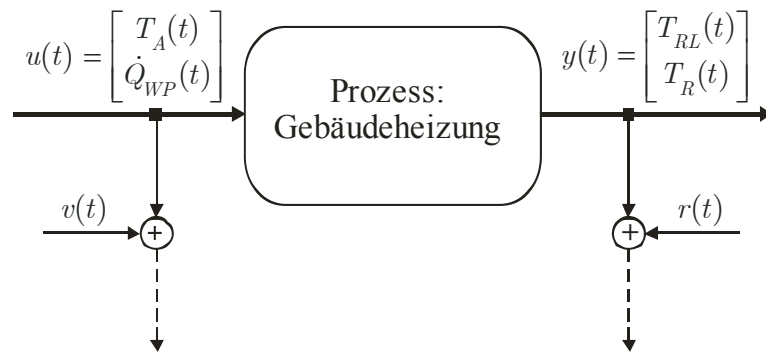 u(t) = [T_A(t)
Q̇_WP(t)]
y(t) = [T_RL(t)
T_R(t)]
Prozess:
Gebäudeheizung
v(t)
+
+
r(t)